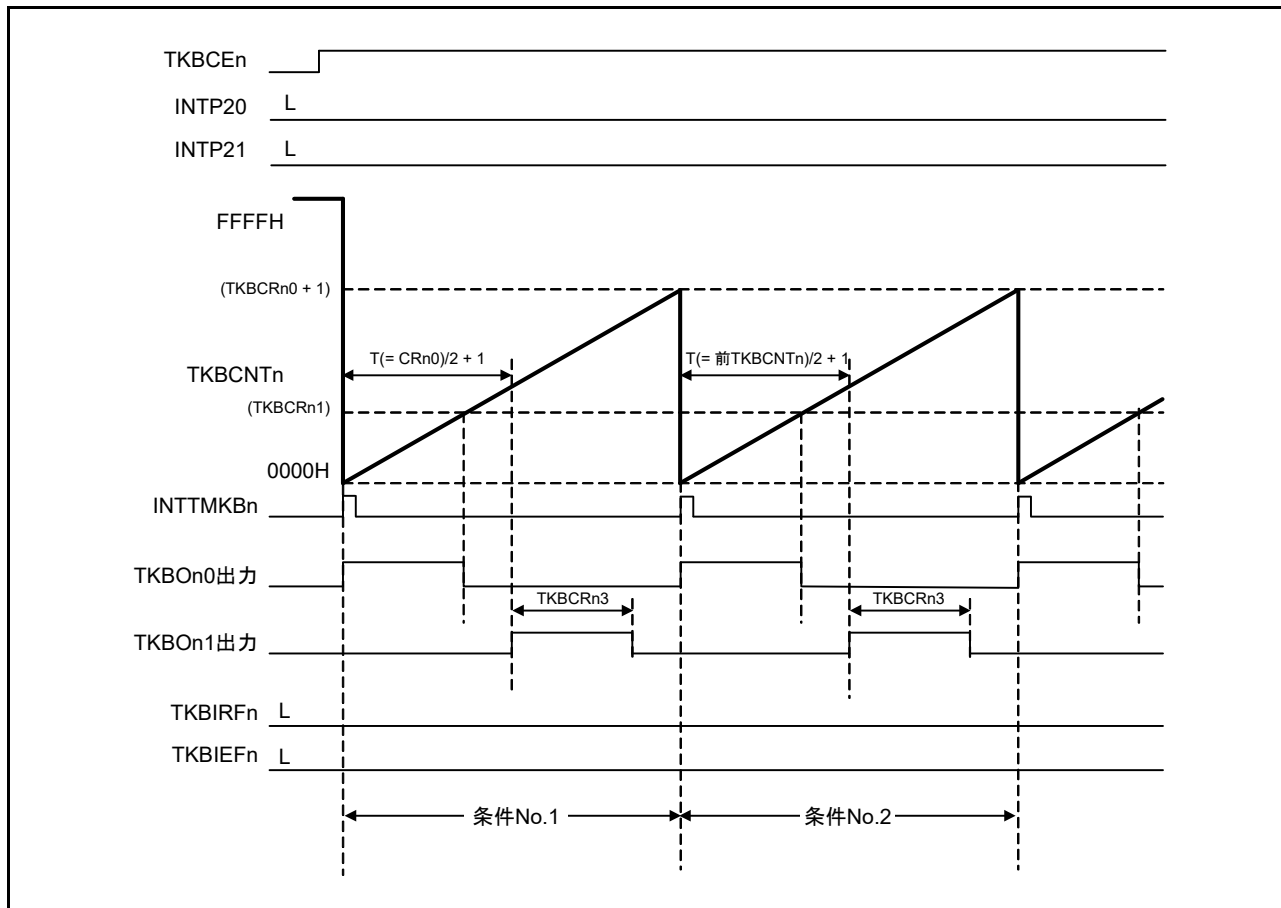 TKBCEn
INTP20 L
INTP21 L
FFFFH
(TKBCRn0 + 1)
T(= CRn0)/2 + 1
T(= 前TKBCNTn)/2 + 1
TKBCNTn
(TKBCRn1)
0000H
INTTMKBn
TKBOn0出力
TKBCRn3
TKBCRn3
TKBOn1出力
TKBIRFn L
TKBIEFn L
条件No.1
条件No.2